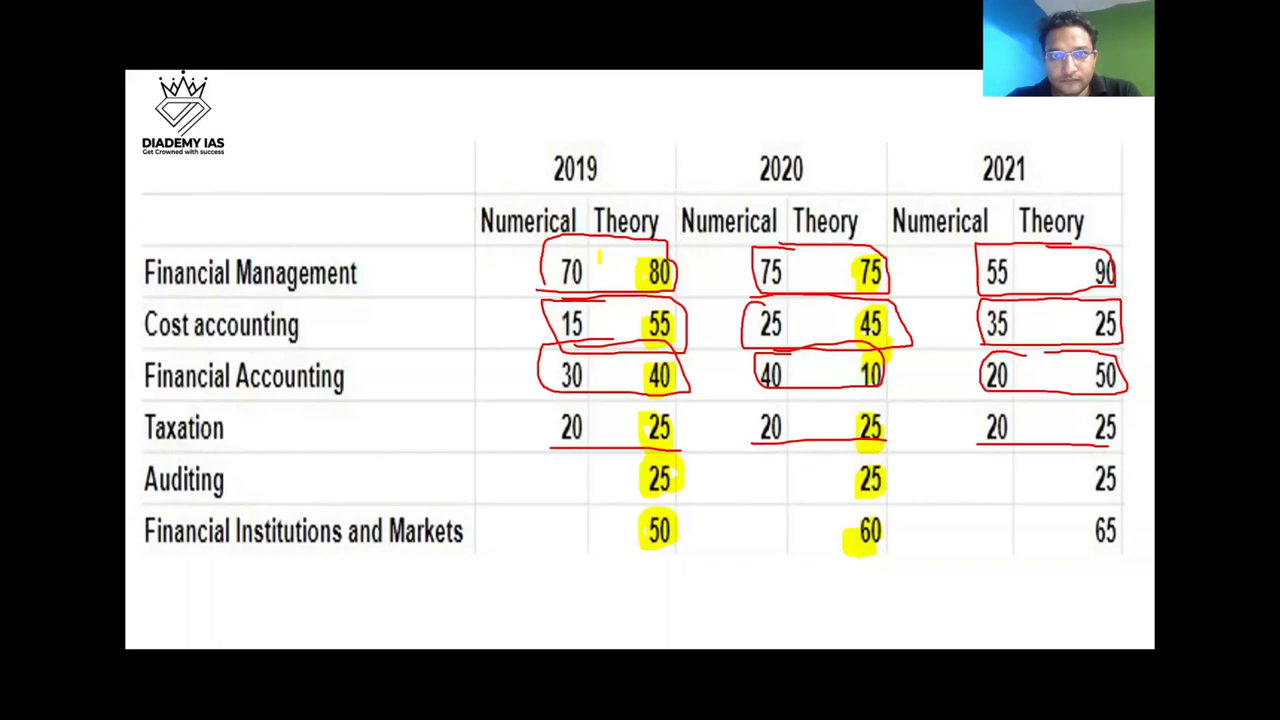 DIADEMY IAS
Get Crowned with success
2019 2020 2021
Numerical Theory Numerical Theory Numerical Theory
Financial Management 70 80 75 75 55 90
Cost accounting 15 55 25 45 35 25
Financial Accounting 30 40 40 10 20 50
Taxation 20 25 20 25 20 25
Auditing 25 25 25
Financial Institutions and Markets 50 60 65